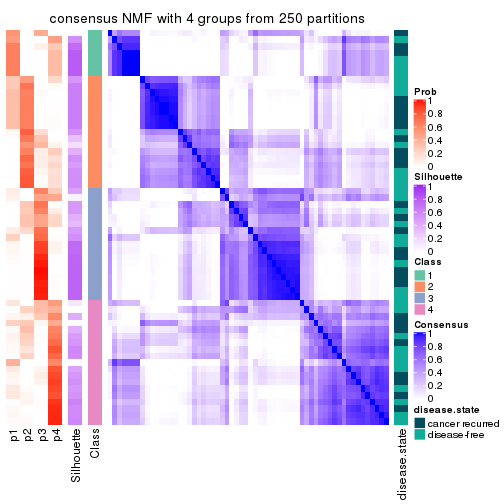 consensus NMF with 4 groups from 250 partitions
Prob
1
0.8
0.6
0.4
0.2
0
Silhouette
1
0.8
0.6
0.4
0.2
0
Class
1
2
3
4
Consensus
1
0.8
0.6
0.4
0.2
0
disease.state
cancer recurred
disease-free
p1
p2
p3
p4
Silhouette
Class
disease.state